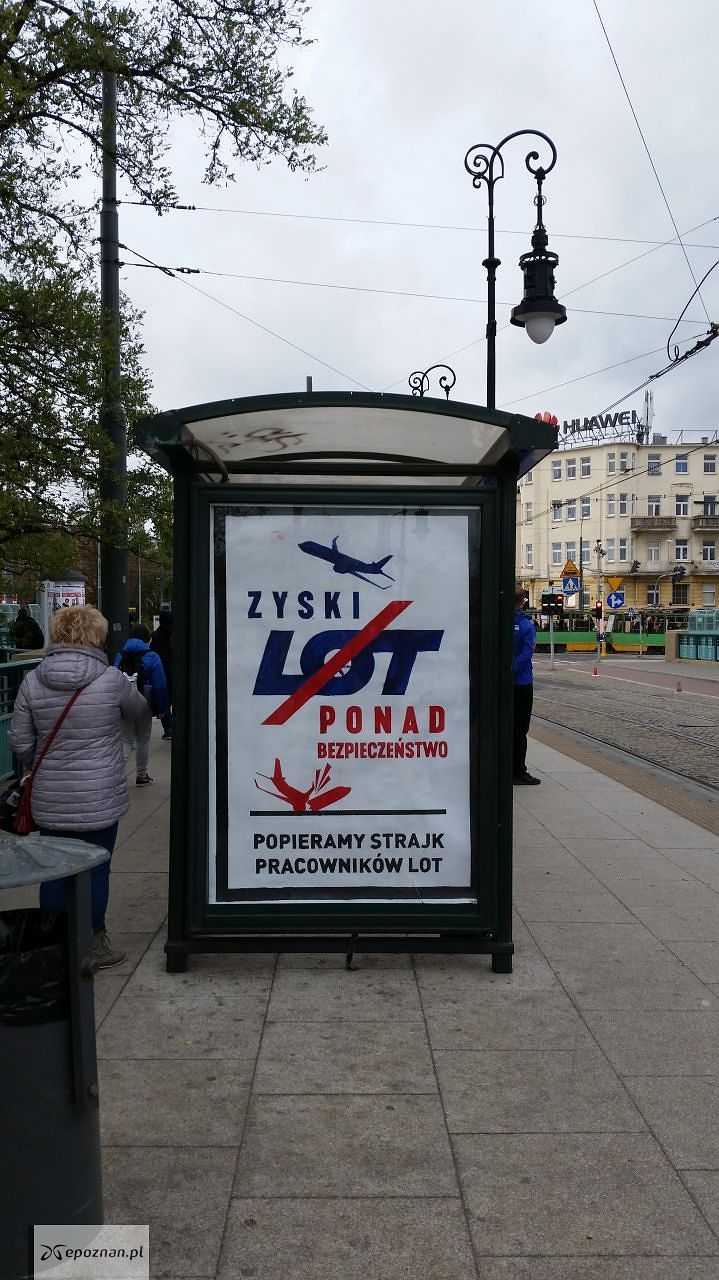 HUAWEI
ZYSKI
LOT
PONAD
BEZPIECZEŃSTWO
POPIERAMY STRAJK
PRACOWNIKÓW LOT
epoznan.pl